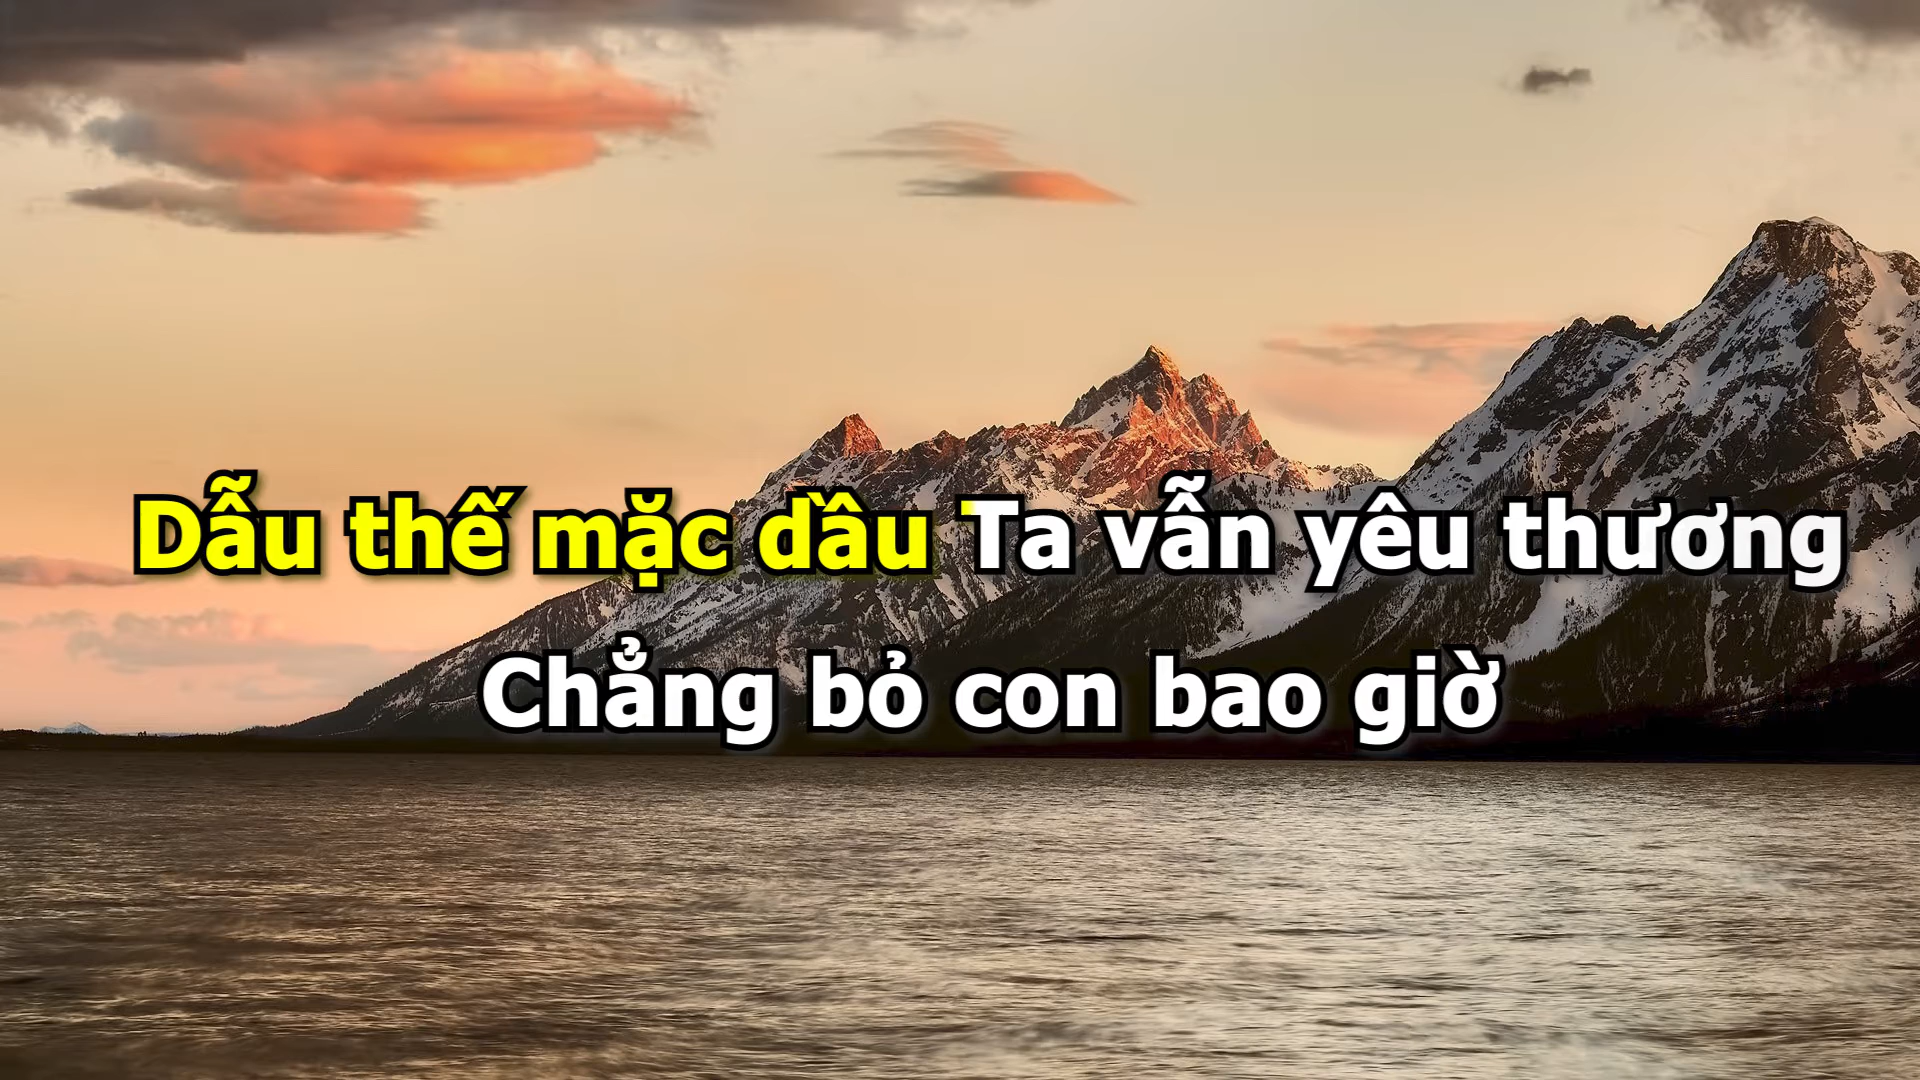 Dẫu thế mặc dầu Ta vẫn yêu thương
Chẳng bỏ con bao giờ